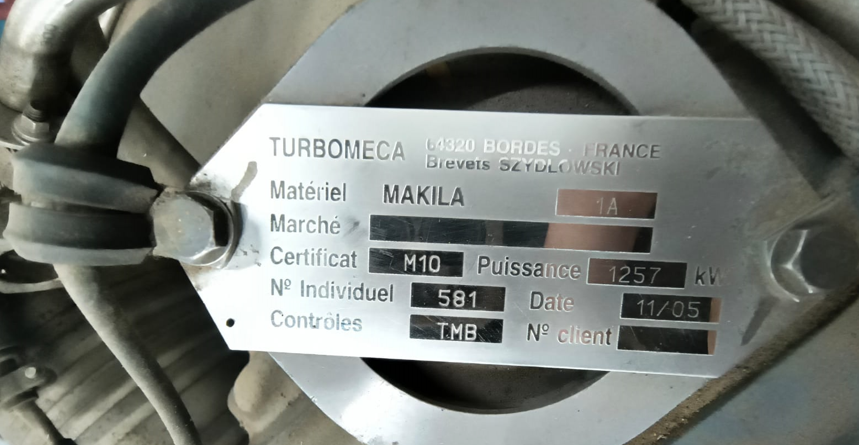 TURBOMECA 64320 BORDES - FRANCE
Brevets SZYDLOWSKI
Matériel MAKILA 1A
Marché
Certificat M10 Puissance 1257 kW
Nº Individuel 581 Date 11/05
Contrôles TMB Nº client